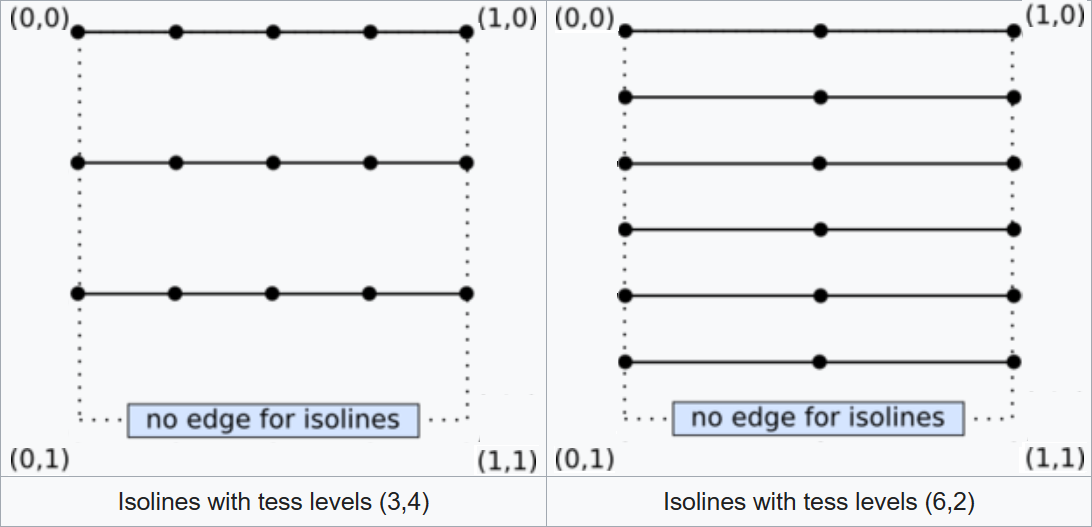 (0,0)
(1,0)
no edge for isolines
(0,1)
(1,1)
Isolines with tess levels (3,4)
(0,0)
(1,0)
no edge for isolines
(0,1)
(1,1)
Isolines with tess levels (6,2)